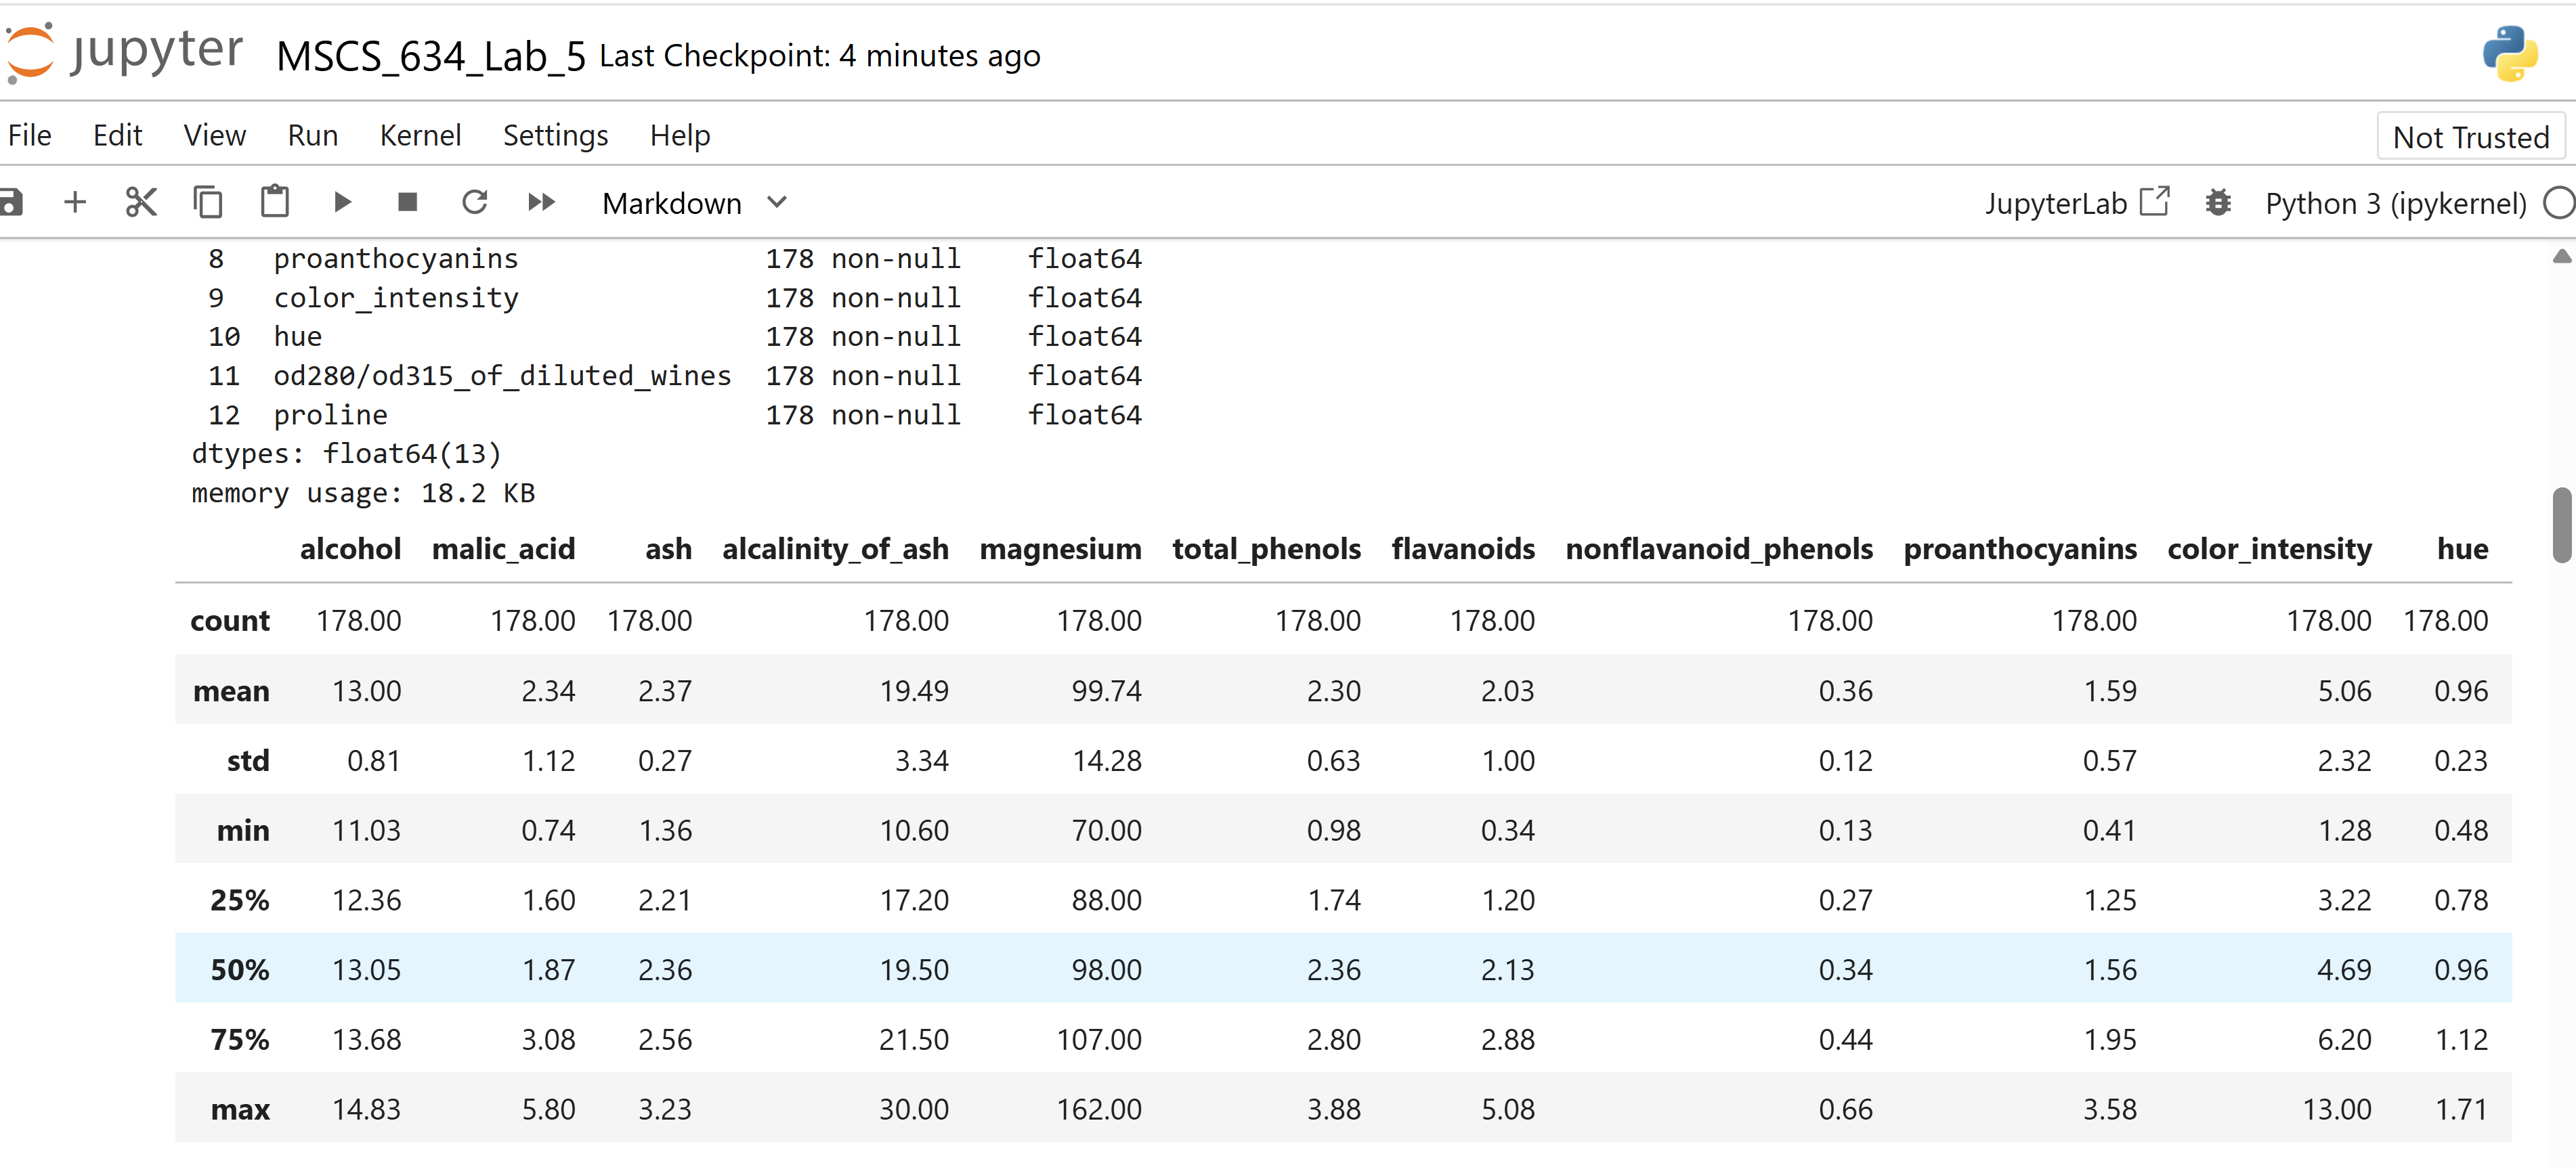 jupyter MSCS_634_Lab_5 Last Checkpoint: 4 minutes ago
File Edit View Run Kernel Settings Help Not Trusted
Markdown JupyterLab Python 3 (ipykernel)
8 proanthocyanins 178 non-null float64
9 color_intensity 178 non-null float64
10 hue 178 non-null float64
11 od280/od315_of_diluted_wines 178 non-null float64
12 proline 178 non-null float64
dtypes: float64(13)
memory usage: 18.2 KB
alcohol malic_acid ash alcalinity_of_ash magnesium total_phenols flavanoids nonflavanoid_phenols proanthocyanins color_intensity hue
count 178.00 178.00 178.00 178.00 178.00 178.00 178.00 178.00 178.00 178.00 178.00
mean 13.00 2.34 2.37 19.49 99.74 2.30 2.03 0.36 1.59 5.06 0.96
std 0.81 1.12 0.27 3.34 14.28 0.63 1.00 0.12 0.57 2.32 0.23
min 11.03 0.74 1.36 10.60 70.00 0.98 0.34 0.13 0.41 1.28 0.48
25% 12.36 1.60 2.21 17.20 88.00 1.74 1.20 0.27 1.25 3.22 0.78
50% 13.05 1.87 2.36 19.50 98.00 2.36 2.13 0.34 1.56 4.69 0.96
75% 13.68 3.08 2.56 21.50 107.00 2.80 2.88 0.44 1.95 6.20 1.12
max 14.83 5.80 3.23 30.00 162.00 3.88 5.08 0.66 3.58 13.00 1.71